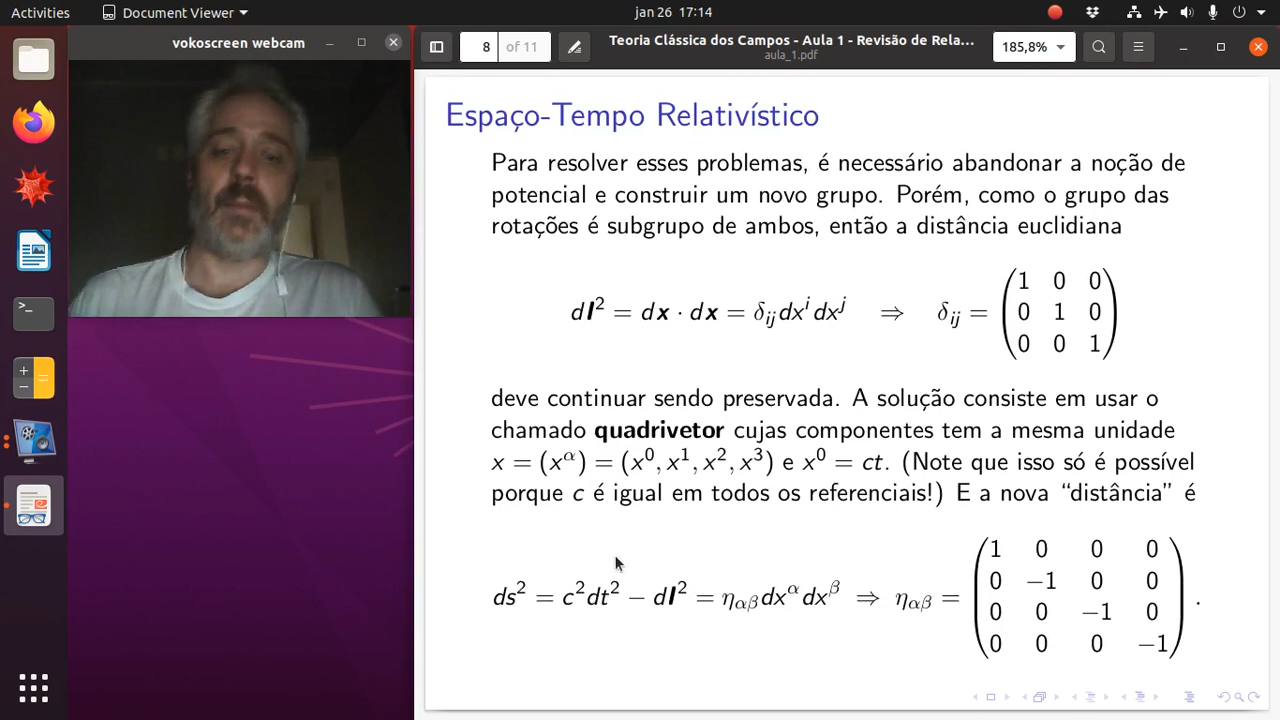 Activities
Document Viewer
jan 26 17:14
vokoscreen webcam
8 of 11
Teoria Clássica dos Campos - Aula 1 - Revisão de Rela...
aula_1.pdf
185,8%
Espaço-Tempo Relativístico
Para resolver esses problemas, é necessário abandonar a noção de
potencial e construir um novo grupo. Porém, como o grupo das
rotações é subgrupo de ambos, então a distância euclidiana
dl² = dx · dx = δ_ij dx^i dx^j ⇒ δ_ij = (1 0 0
0 1 0
0 0 1)
deve continuar sendo preservada. A solução consiste em usar o
chamado quadrivetor cujas componentes tem a mesma unidade
x = (x^α) = (x⁰, x¹, x², x³) e x⁰ = ct. (Note que isso só é possível
porque c é igual em todos os referenciais!) E a nova “distância” é
ds² = c²dt² − dl² = η_αβ dx^α dx^β ⇒ η_αβ = (1 0 0 0
0 −1 0 0
0 0 −1 0
0 0 0 −1).